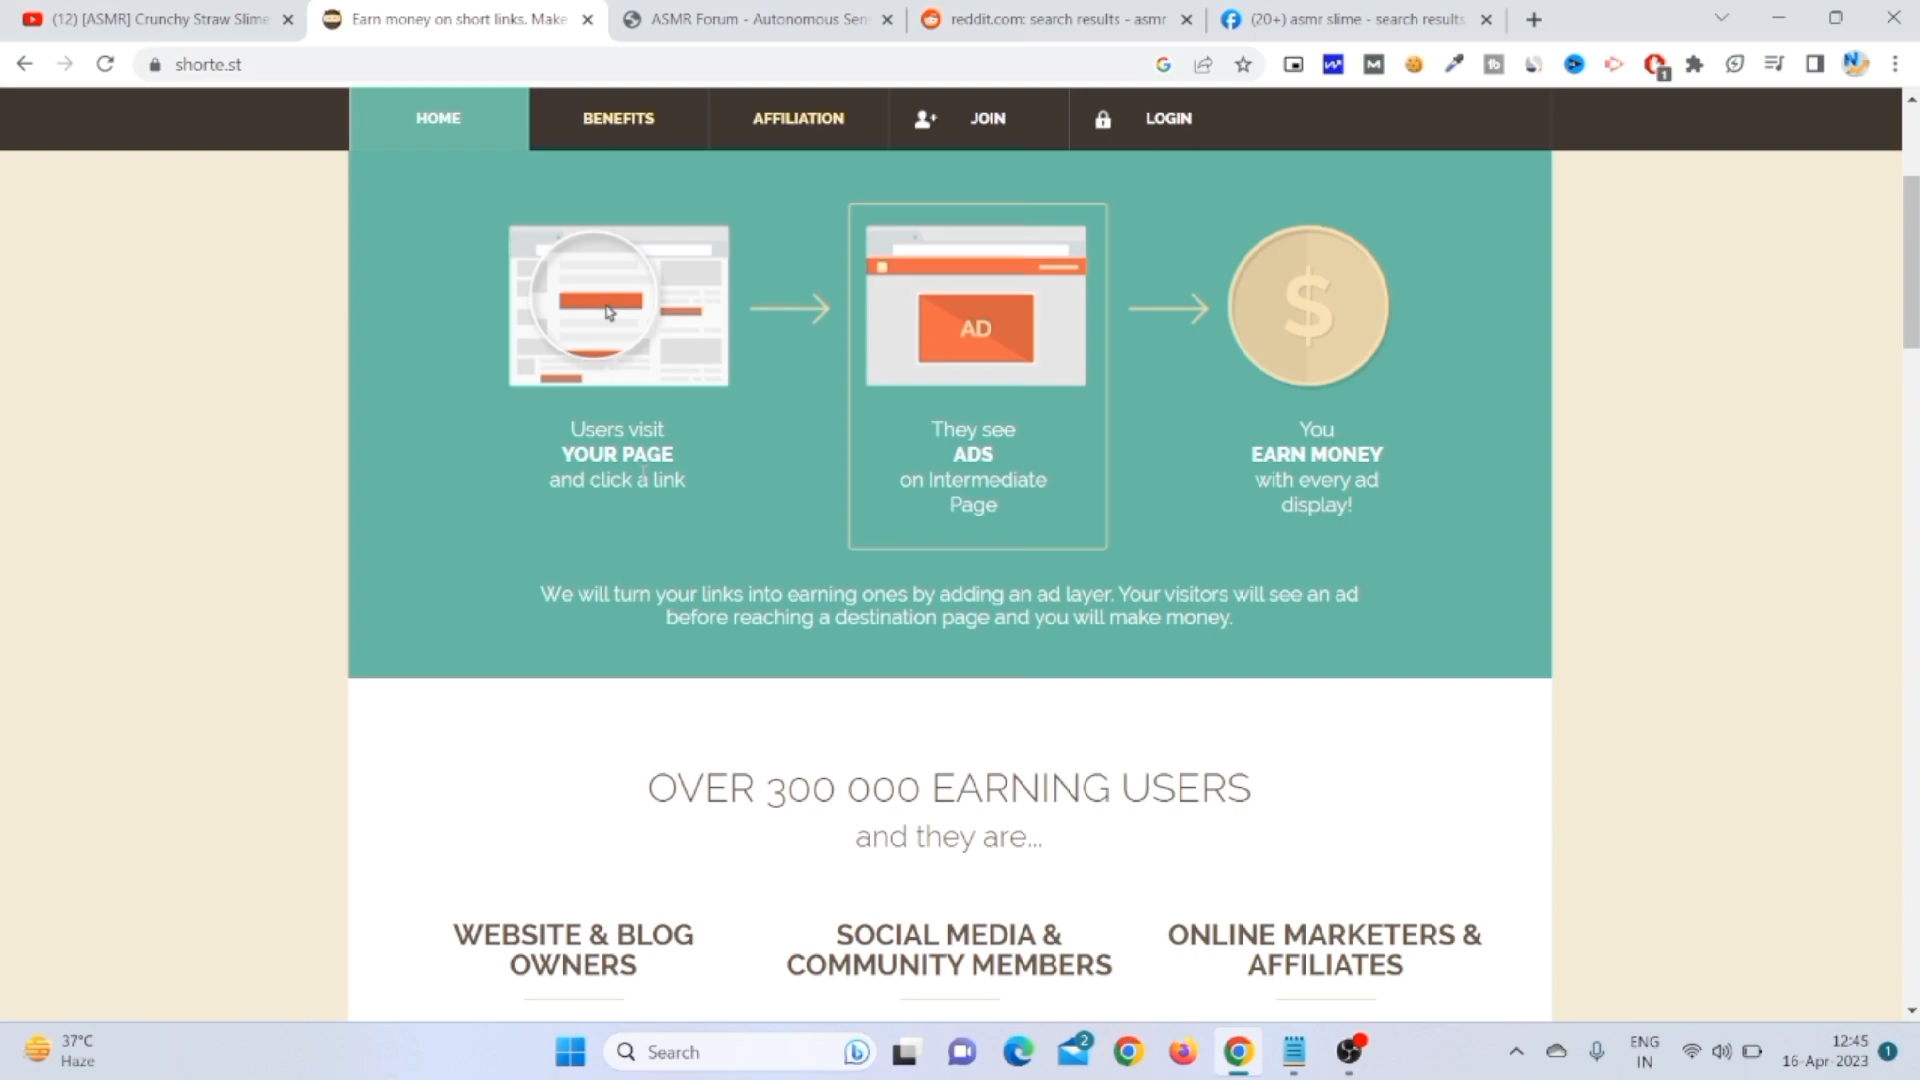 (12) [ASMR] Crunchy Straw Slime
Earn money on short links. Make
ASMR Forum - Autonomous Sen
reddit.com: search results - asmr
(20+) asmr slime - search results
shorte.st
1
HOME
BENEFITS
AFFILIATION
JOIN
LOGIN
AD
$
Users visit
YOUR PAGE
and click a link
They see
ADS
on Intermediate
Page
You
EARN MONEY
with every ad
display!
We will turn your links into earning ones by adding an ad layer. Your visitors will see an ad
before reaching a destination page and you will make money.
OVER 300 000 EARNING USERS
and they are...
WEBSITE & BLOG
OWNERS
SOCIAL MEDIA &
COMMUNITY MEMBERS
ONLINE MARKETERS &
AFFILIATES
37°C
Haze
Search
2
ENG
IN
12:45
16-Apr-2023
1